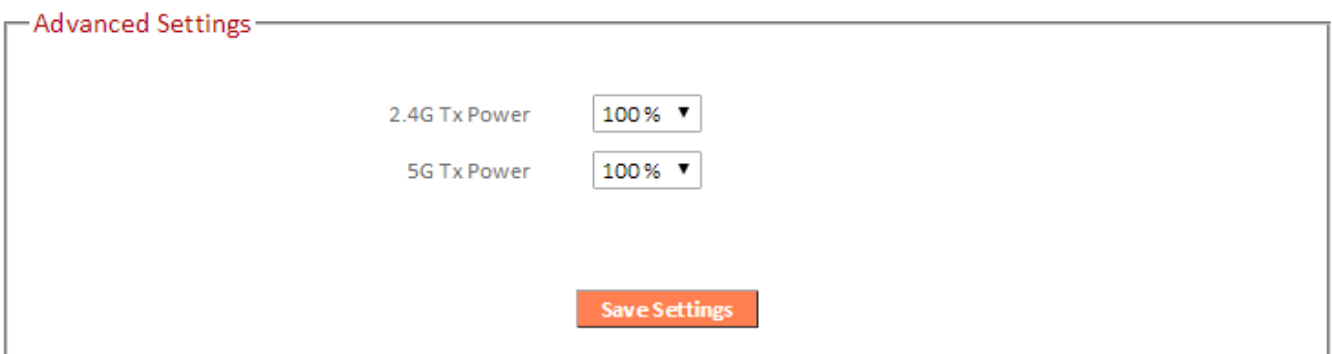 Advanced Settings
2.4G Tx Power 100%
5G Tx Power 100%
Save Settings